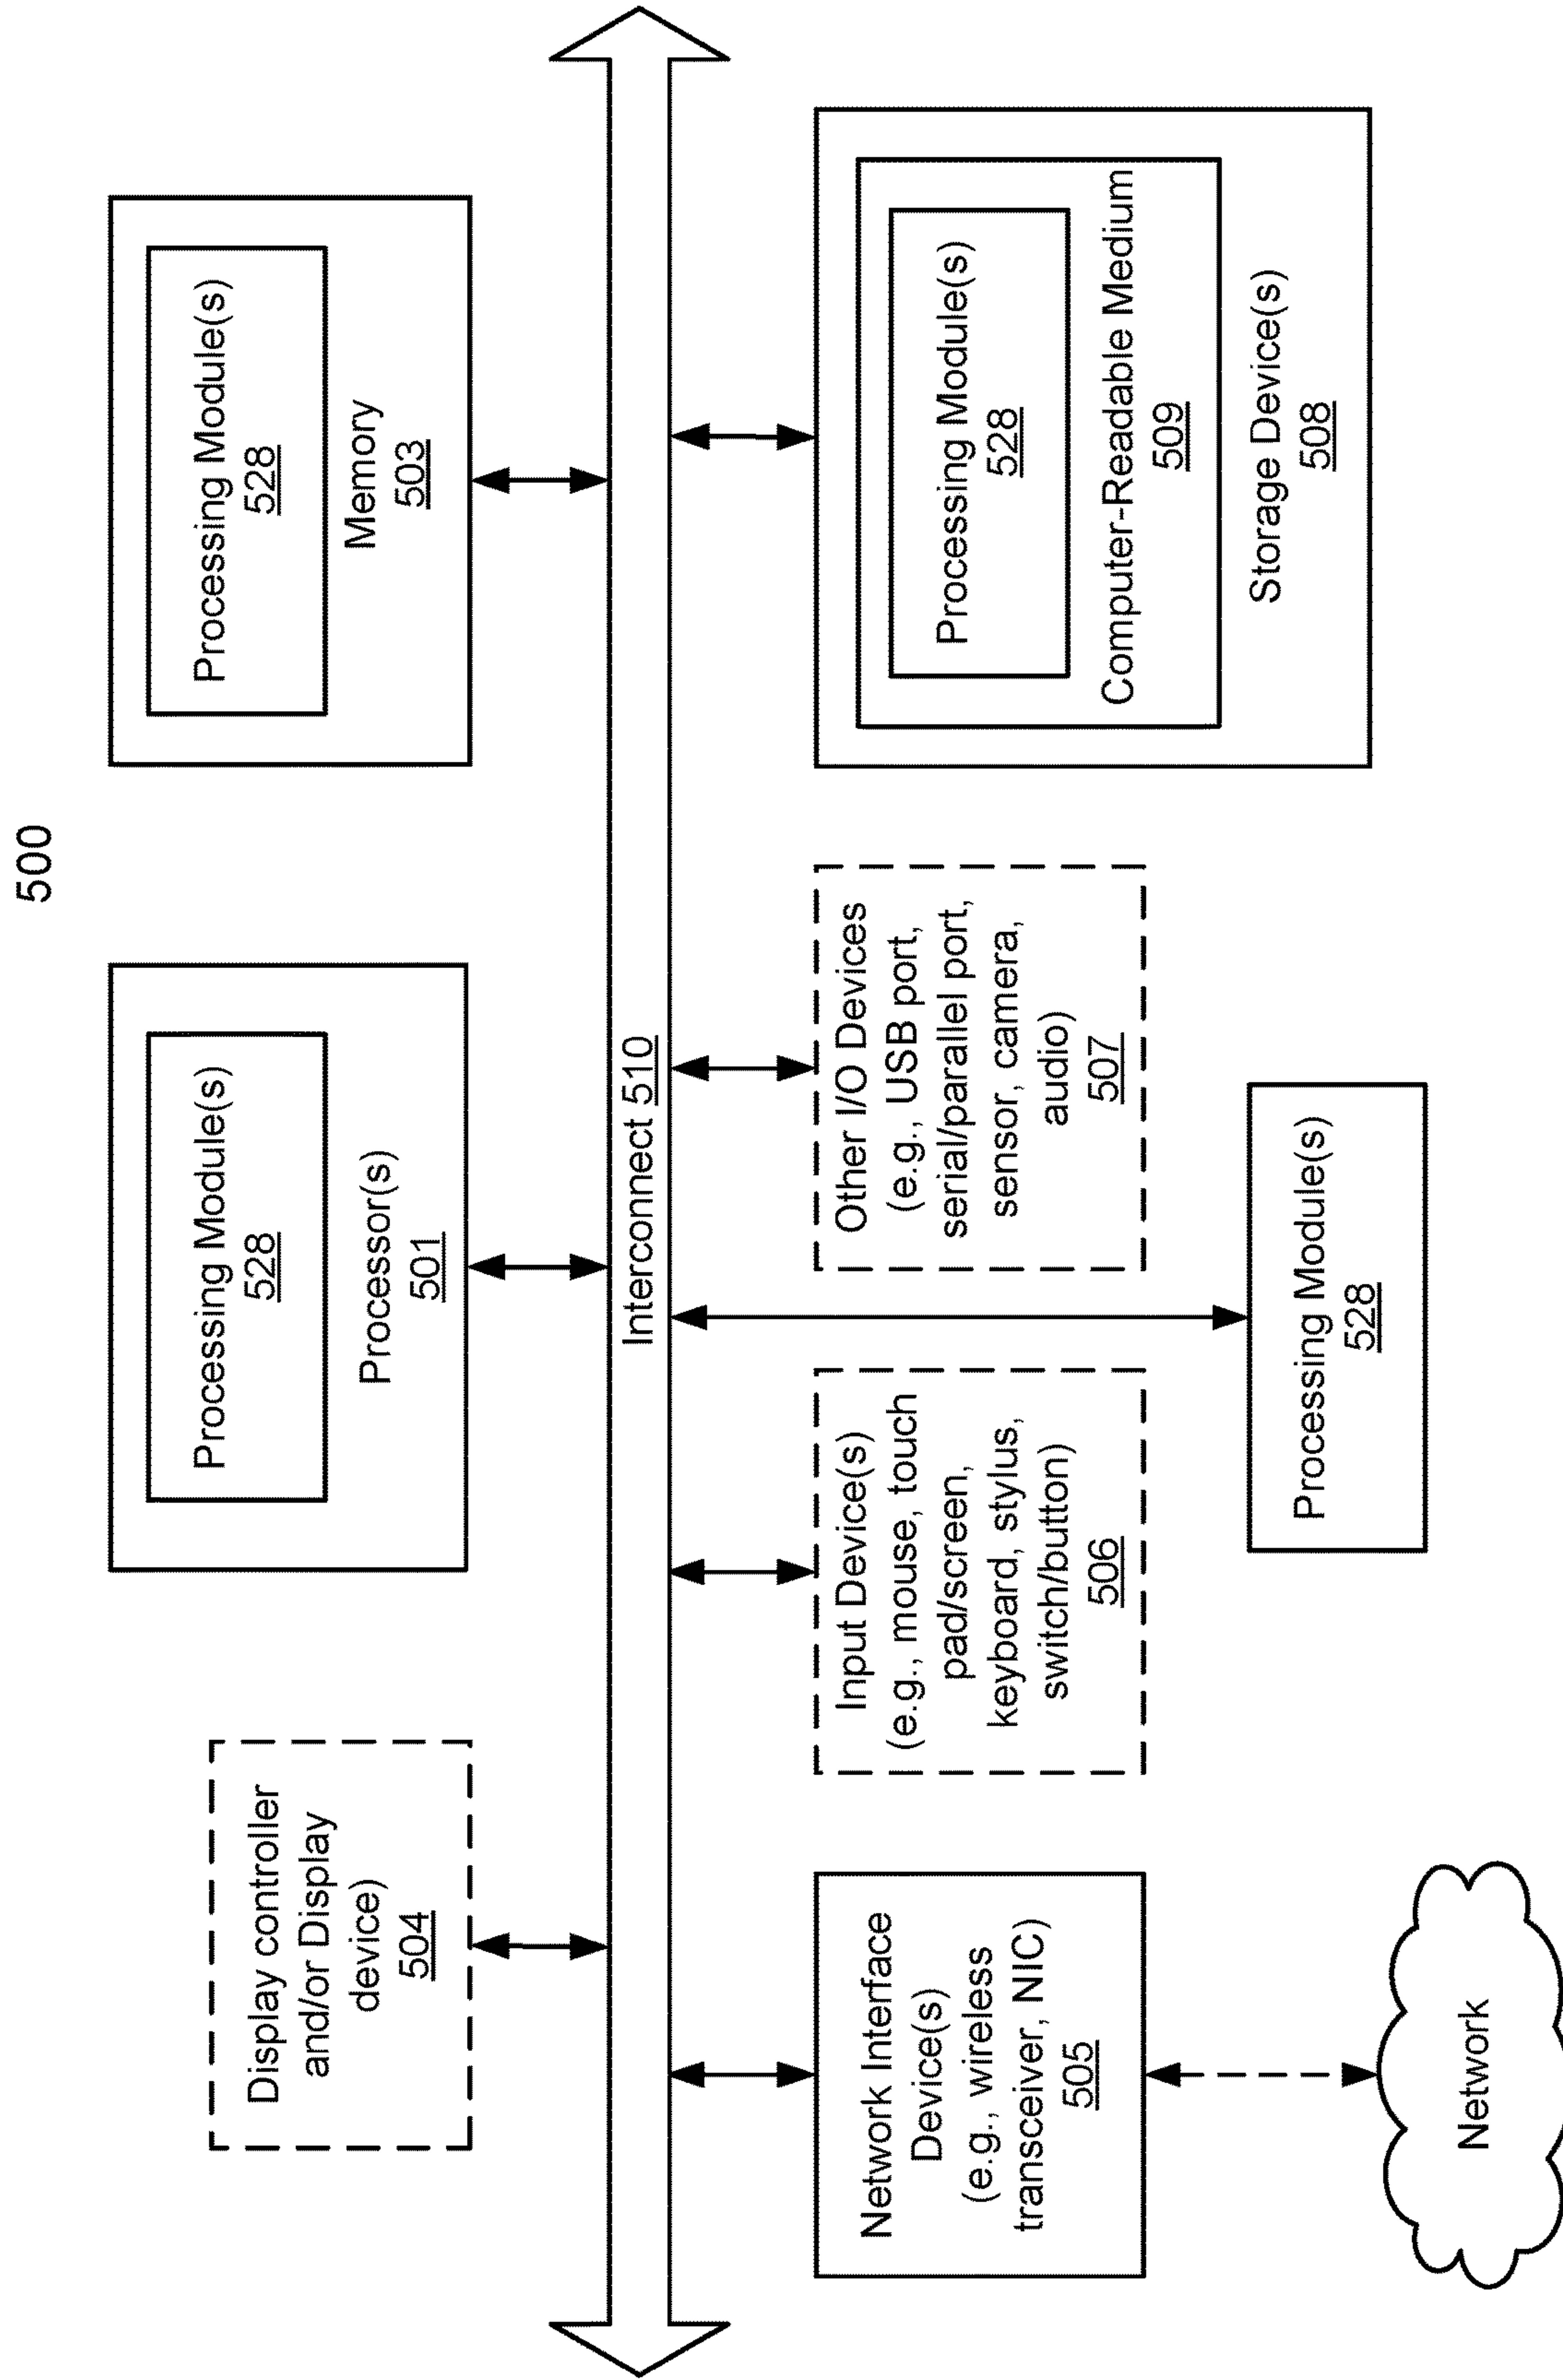 500
Display controller
and/or Display
device)
504
Processing Module(s)
528
Processor(s)
501
Processing Module(s)
528
Memory
503
Interconnect 510
Network Interface
Device(s)
(e.g., wireless
transceiver, NIC)
505
Input Device(s)
(e.g., mouse, touch
pad/screen,
keyboard, stylus,
switch/button)
506
Other I/O Devices
(e.g., USB port,
serial/parallel port,
sensor, camera,
audio)
507
Processing Module(s)
528
Computer-Readable Medium
509
Storage Device(s)
508
Processing Module(s)
528
Network